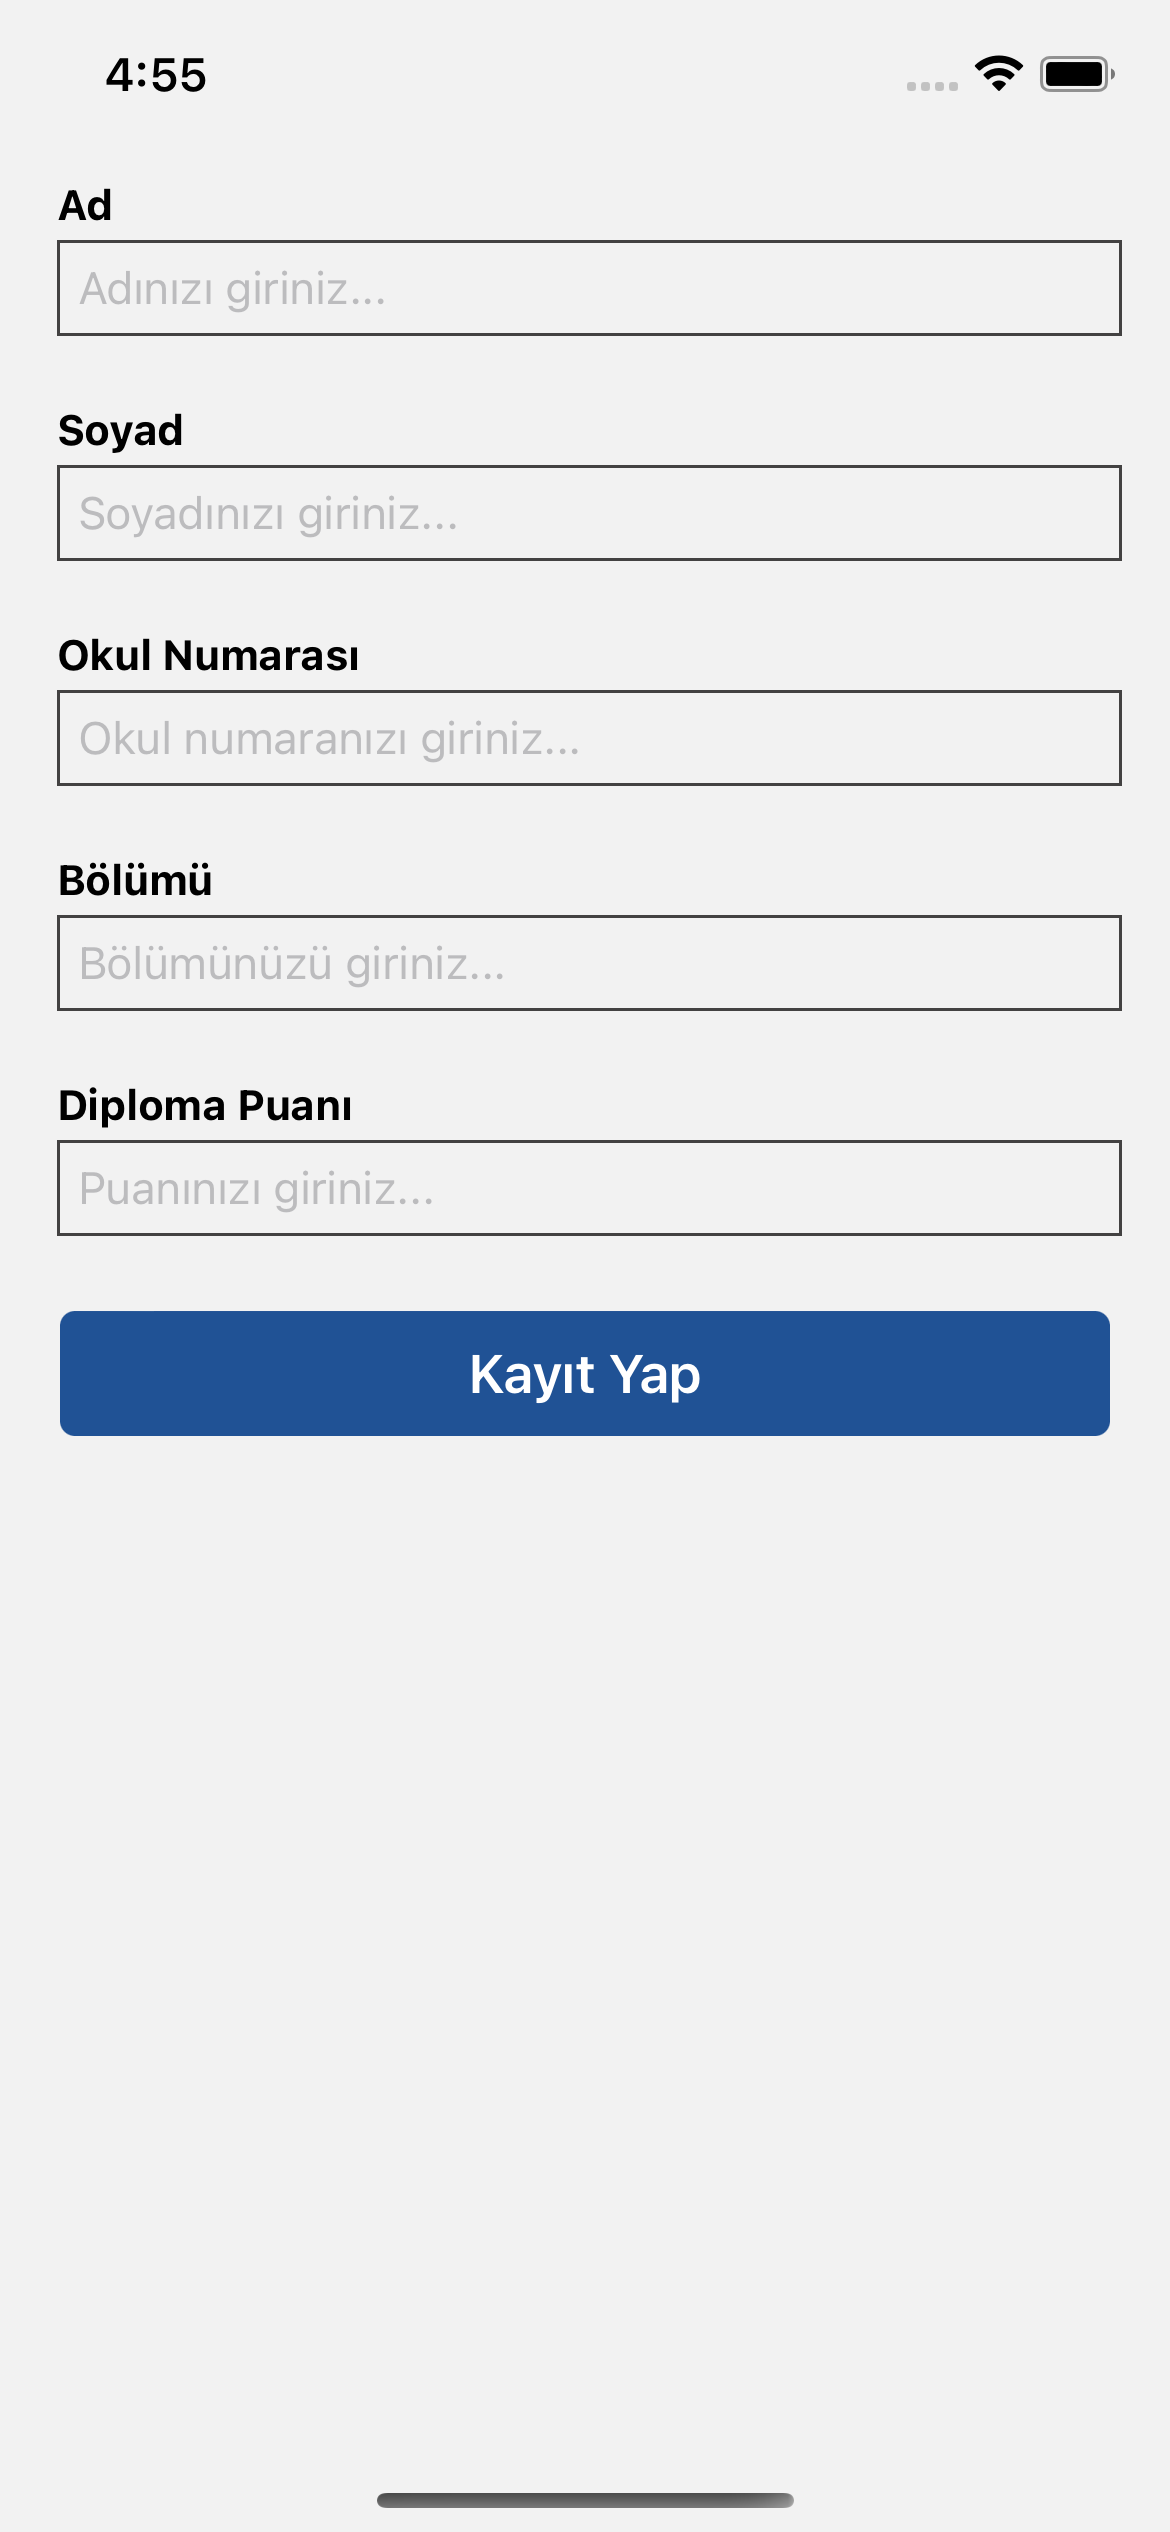 4:55
Ad
Adınızı giriniz...
Soyad
Soyadınızı giriniz...
Okul Numarası
Okul numaranızı giriniz...
Bölümü
Bölümünüzü giriniz...
Diploma Puanı
Puanınızı giriniz...
Kayıt Yap